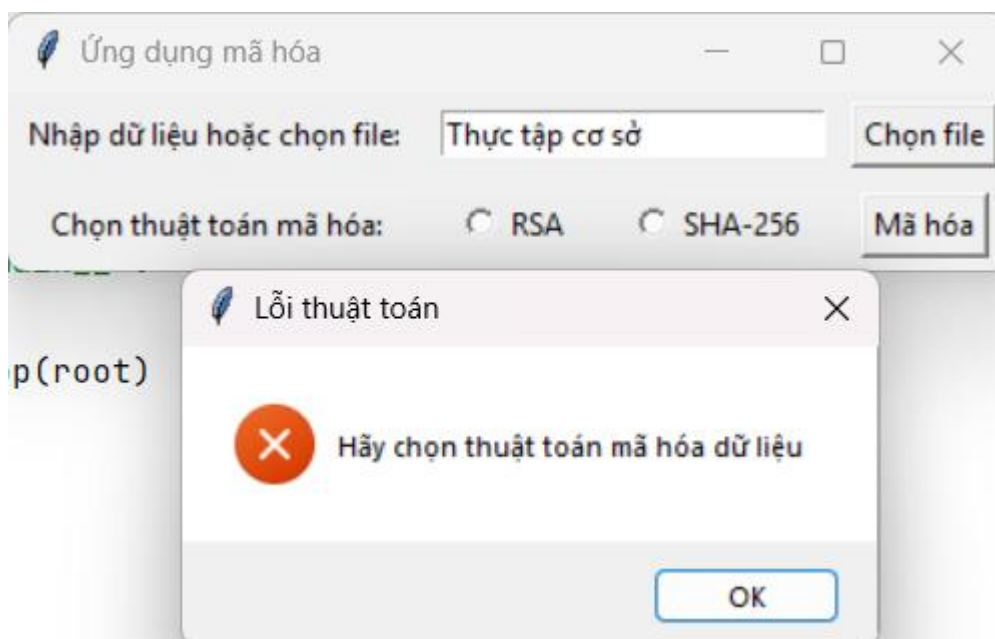 Ứng dụng mã hóa
Nhập dữ liệu hoặc chọn file: Thực tập cơ sở Chọn file
Chọn thuật toán mã hóa: RSA SHA-256 Mã hóa
Lỗi thuật toán
p(root)
Hãy chọn thuật toán mã hóa dữ liệu
OK